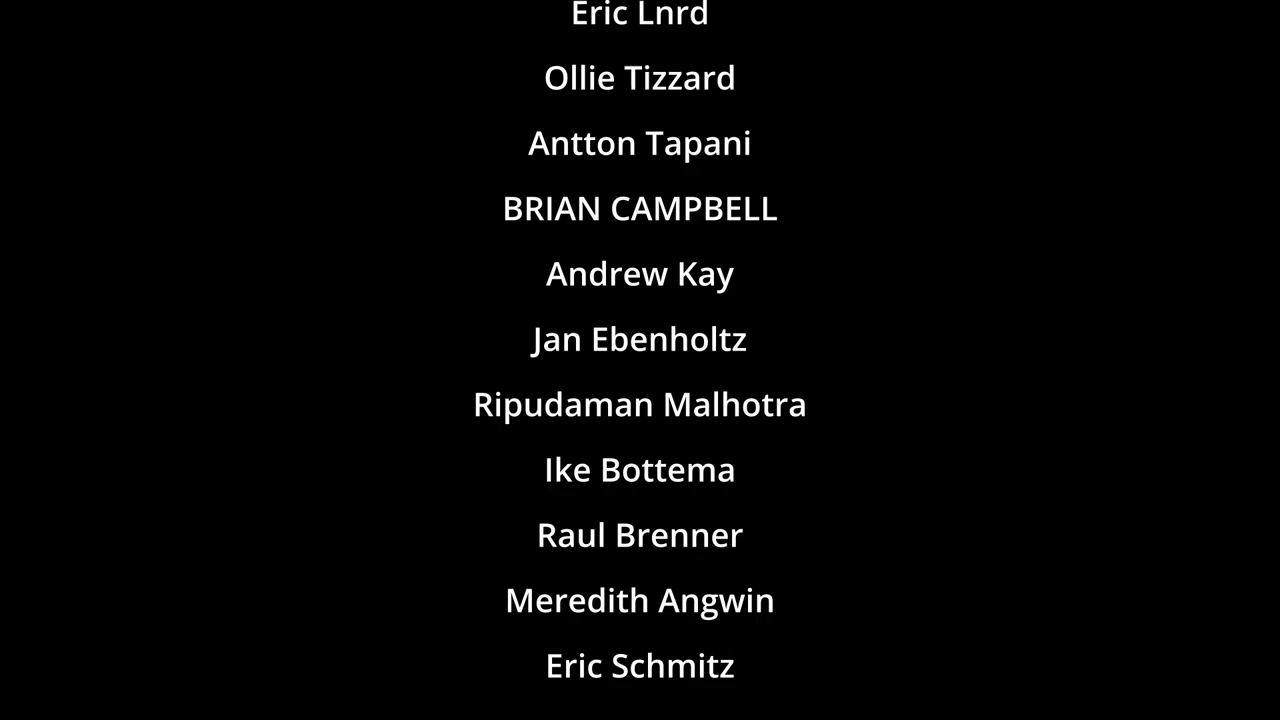 Eric Lnrd
Ollie Tizzard
Antton Tapani
BRIAN CAMPBELL
Andrew Kay
Jan Ebenholtz
Ripudaman Malhotra
Ike Bottema
Raul Brenner
Meredith Angwin
Eric Schmitz